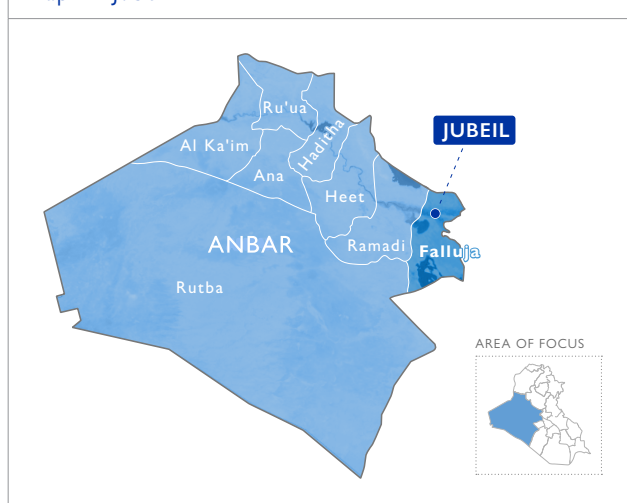 Ru'ua
Haditha
Al Ka'im
Ana
JUBEIL
Heet
ANBAR
Ramadi
Falluja
Rutba
AREA OF FOCUS